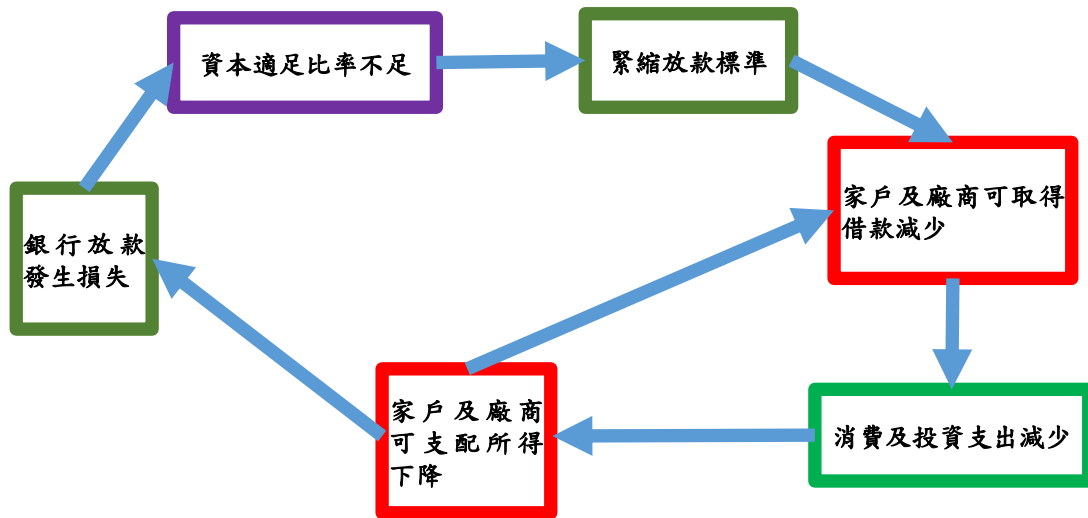 資本適足比率不足
緊縮放款標準
家戶及廠商可取得
借款減少
銀行放款
發生損失
家戶及廠商
可支配所得
下降
消費及投資支出減少